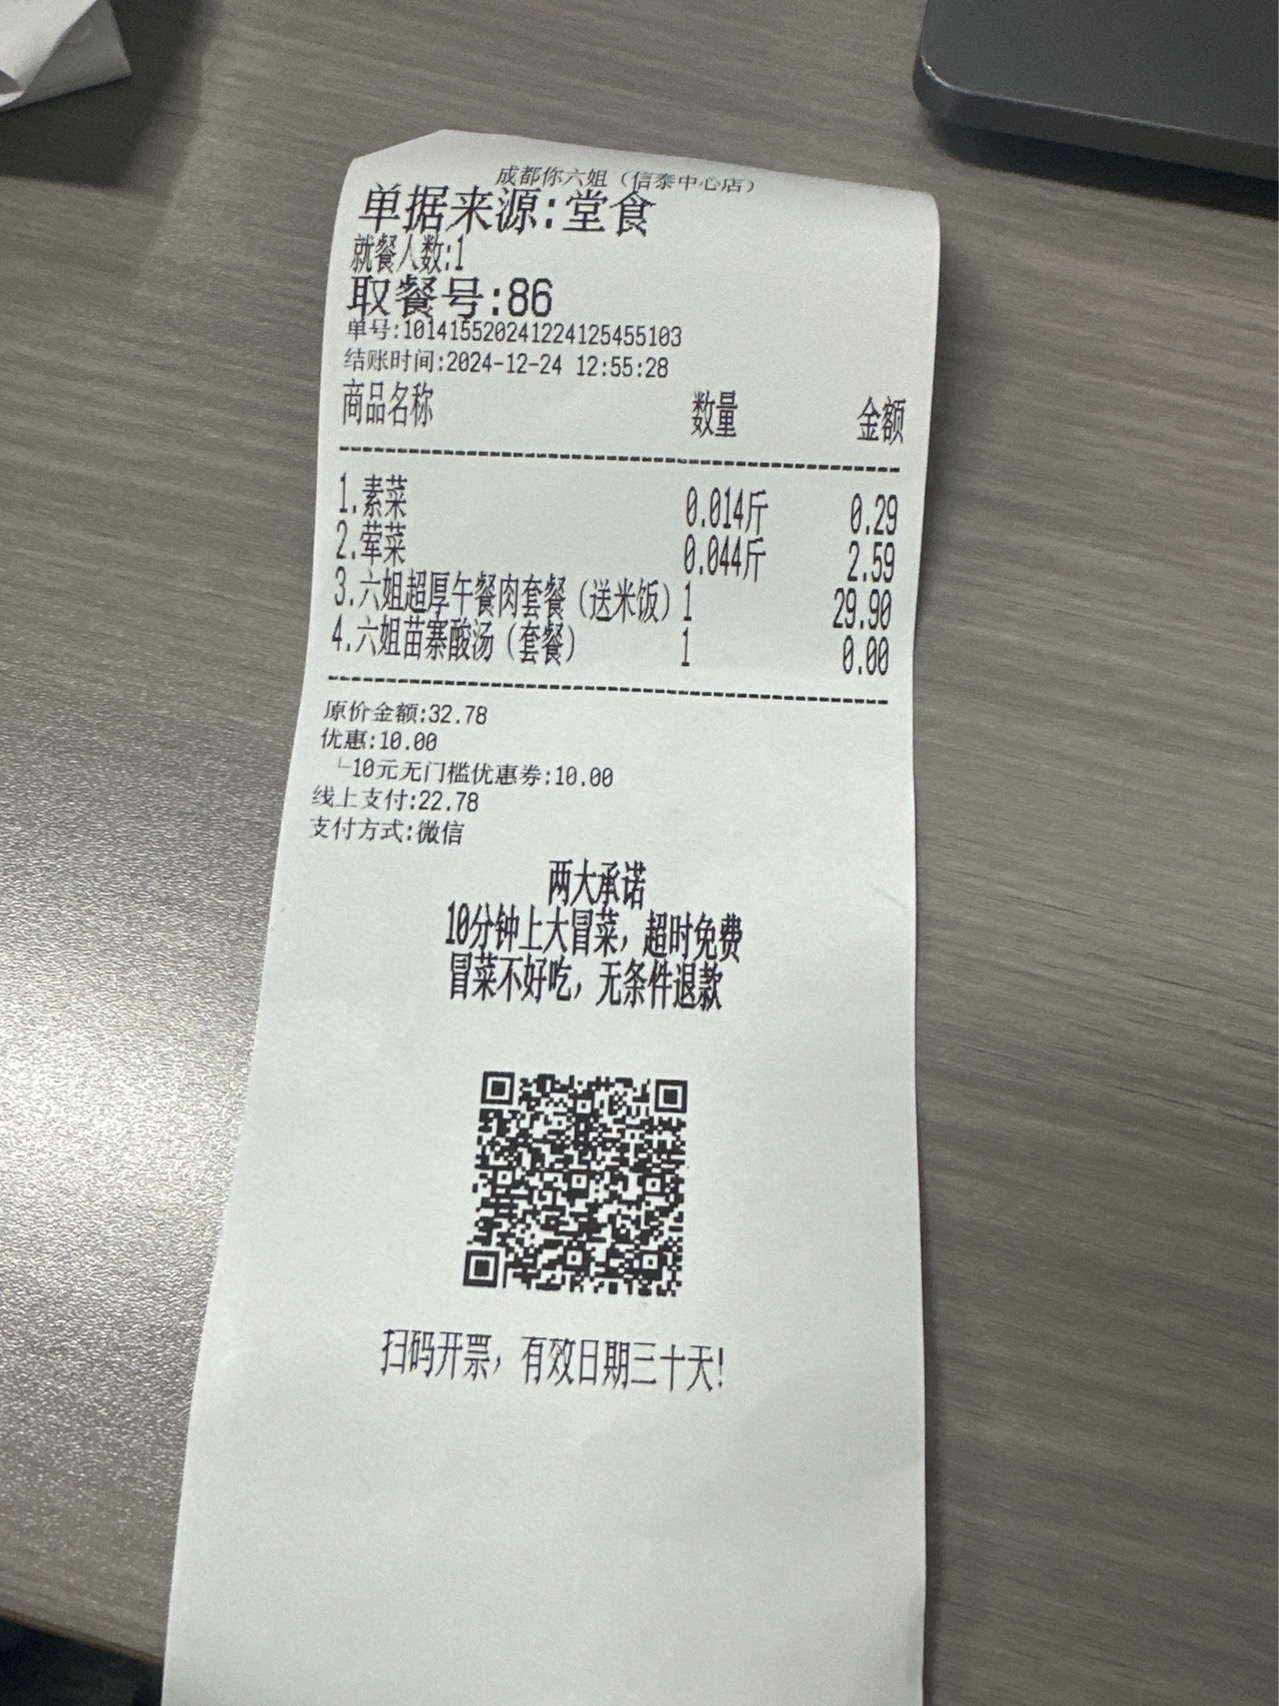 成都你六姐（信泰中心店）
单据来源:堂食
就餐人数:1
取餐号:86
单号:101415520241224125455103
结账时间:2024-12-24 12:55:28
商品名称 数量 金额
1.素菜 0.014斤 0.29
2.荤菜 0.044斤 2.59
3.六姐超厚午餐肉套餐（送米饭） 1 29.90
4.六姐苗寨酸汤（套餐） 1 0.00
原价金额:32.78
优惠:10.00
└10元无门槛优惠券:10.00
线上支付:22.78
支付方式:微信
两大承诺
10分钟上大冒菜，超时免费
冒菜不好吃，无条件退款
扫码开票，有效日期三十天!